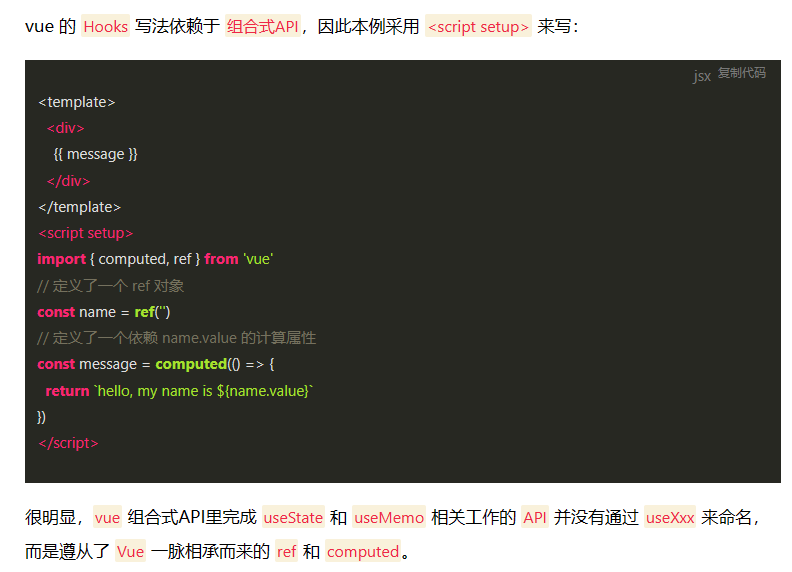 vue 的 Hooks 写法依赖于 组合式API，因此本例采用 <script setup> 来写：
jsx 复制代码
<template>
  <div>
    {{ message }}
  </div>
</template>
<script setup>
import { computed, ref } from 'vue'
// 定义了一个 ref 对象
const name = ref('')
// 定义了一个依赖 name.value 的计算属性
const message = computed(() => {
  return `hello, my name is ${name.value}`
})
</script>
很明显，vue 组合式API里完成 useState 和 useMemo 相关工作的 API 并没有通过 useXxx 来命名，
而是遵从了 Vue 一脉相承而来的 ref 和 computed。